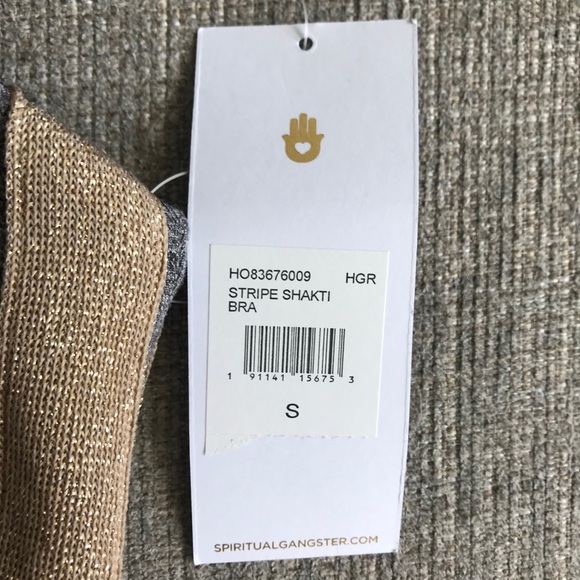 HO83676009 HGR
STRIPE SHAKTI
BRA
1 91141 15675 3
S
SPIRITUALGANGSTER.COM